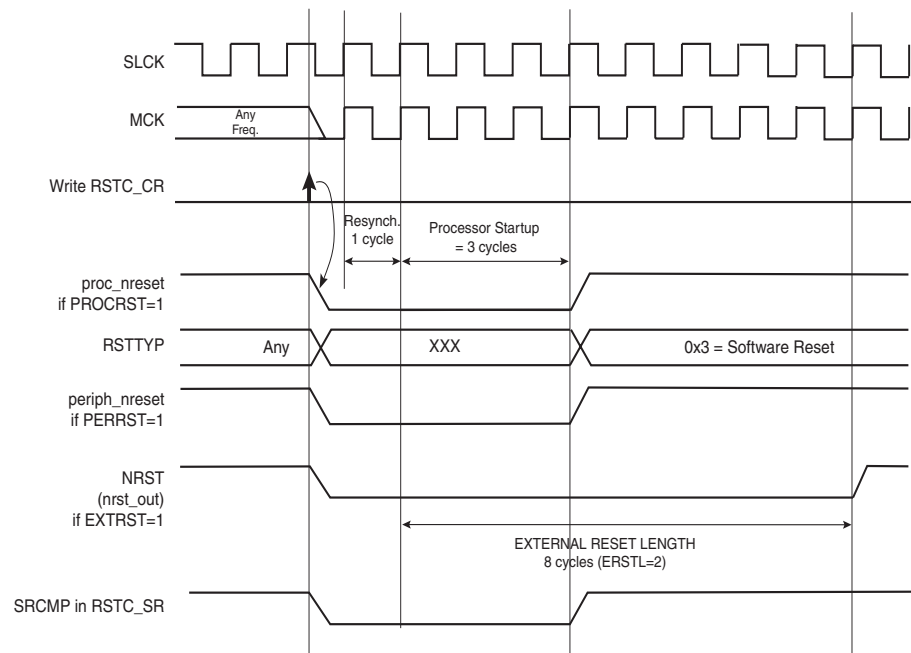 SLCK
MCK
Any
Freq.
Write RSTC_CR
Resynch.
1 cycle
Processor Startup
= 3 cycles
proc_nreset
if PROCRST=1
RSTTYP
Any
XXX
0x3 = Software Reset
periph_nreset
if PERRST=1
NRST
(nrst_out)
if EXTRST=1
EXTERNAL RESET LENGTH
8 cycles (ERSTL=2)
SRCMP in RSTC_SR